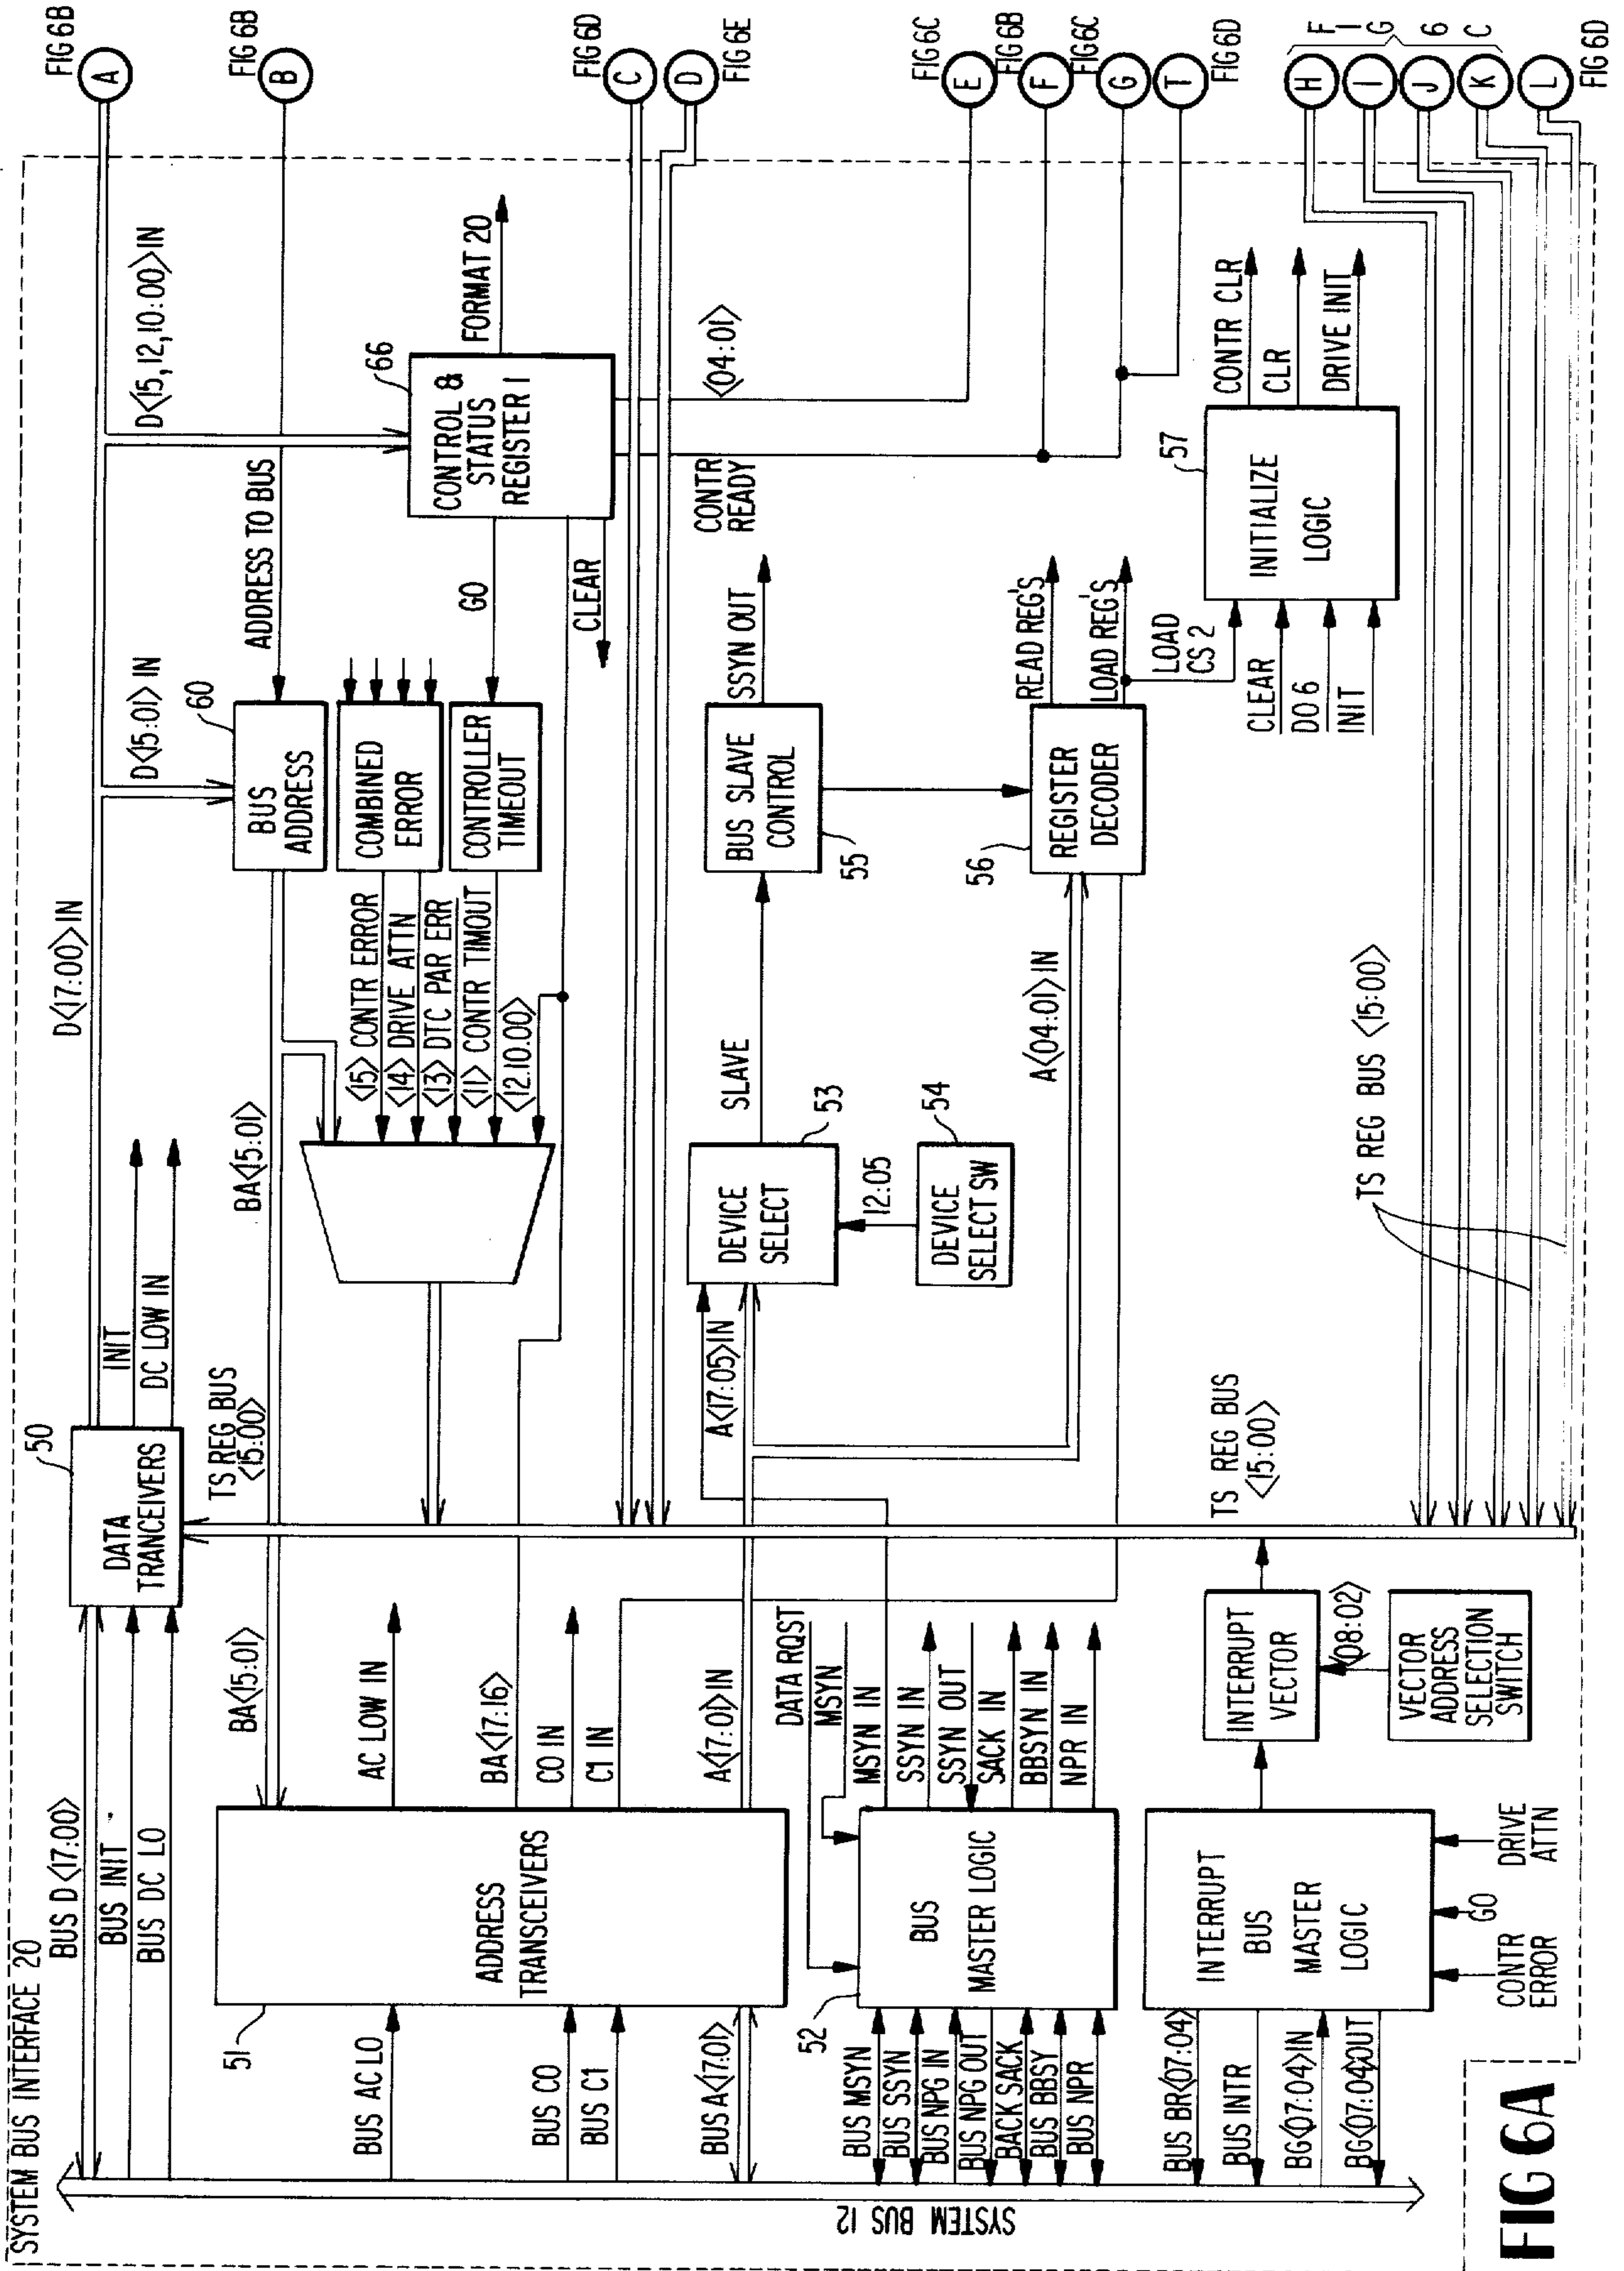 SYSTEM BUS INTERFACE 20
SYSTEM BUS 12
BUS D<17:00>
BUS INIT
BUS DC LO
50
DATA
TRANCEIVERS
INIT
DC LOW IN
D<17:00>IN
FIG 6B
A
D<15:01> IN
D<15,12,10:00>IN
FIG 6B
B
ADDRESS TO BUS
BA<15:01>
TS REG BUS
<15:00>
BA<15:01>
60
BUS
ADDRESS
COMBINED
ERROR
CONTROLLER
TIMEOUT
<15> CONTR ERROR
<14> DRIVE ATTN
<13> DTC PAR ERR
<11> CONTR TIMOUT
<12.10.00>
GO
CLEAR
66
CONTROL &
STATUS
REGISTER 1
FORMAT 20
<04:01>
51
ADDRESS
TRANSCEIVERS
BUS AC LO
BUS C0
BUS C1
BUS A<17:01>
AC LOW IN
BA<17:16>
C0 IN
C1 IN
A<17:01>IN
FIG 6D
C
D
FIG 6E
A<17:05>IN
DEVICE
SELECT
53
12:05
54
DEVICE
SELECT SW
SLAVE
BUS SLAVE
CONTROL
55
SSYN OUT
CONTR
READY
DATA RQST
MSYN
52
BUS
MASTER LOGIC
BUS MSYN
BUS SSYN
BUS NPG IN
BUS NPG OUT
BACK SACK
BUS BBSY
BUS NPR
MSYN IN
SSYN IN
SSYN OUT
SACK IN
BBSYN IN
NPR IN
A<04:01>IN
56
REGISTER
DECODER
READ REG'S
LOAD REG'S
LOAD
CS 2
FIG 6C
E
FIG 6B
F
FIG 6C
G
T
FIG 6D
INTERRUPT
BUS
MASTER
LOGIC
BUS BR<07:04>
BUS INTR
BG<07:04>IN
BG<07:04>OUT
CONTR
ERROR
GO
DRIVE
ATTN
INTERRUPT
VECTOR
<08:02>
VECTOR
ADDRESS
SELECTION
SWITCH
TS REG BUS
<15:00>
CLEAR
DO 6
INIT
57
INITIALIZE
LOGIC
CONTR CLR
CLR
DRIVE INIT
TS REG BUS <15:00>
H
I
J
K
L
FIG 6C
FIG 6D
FIG 6A